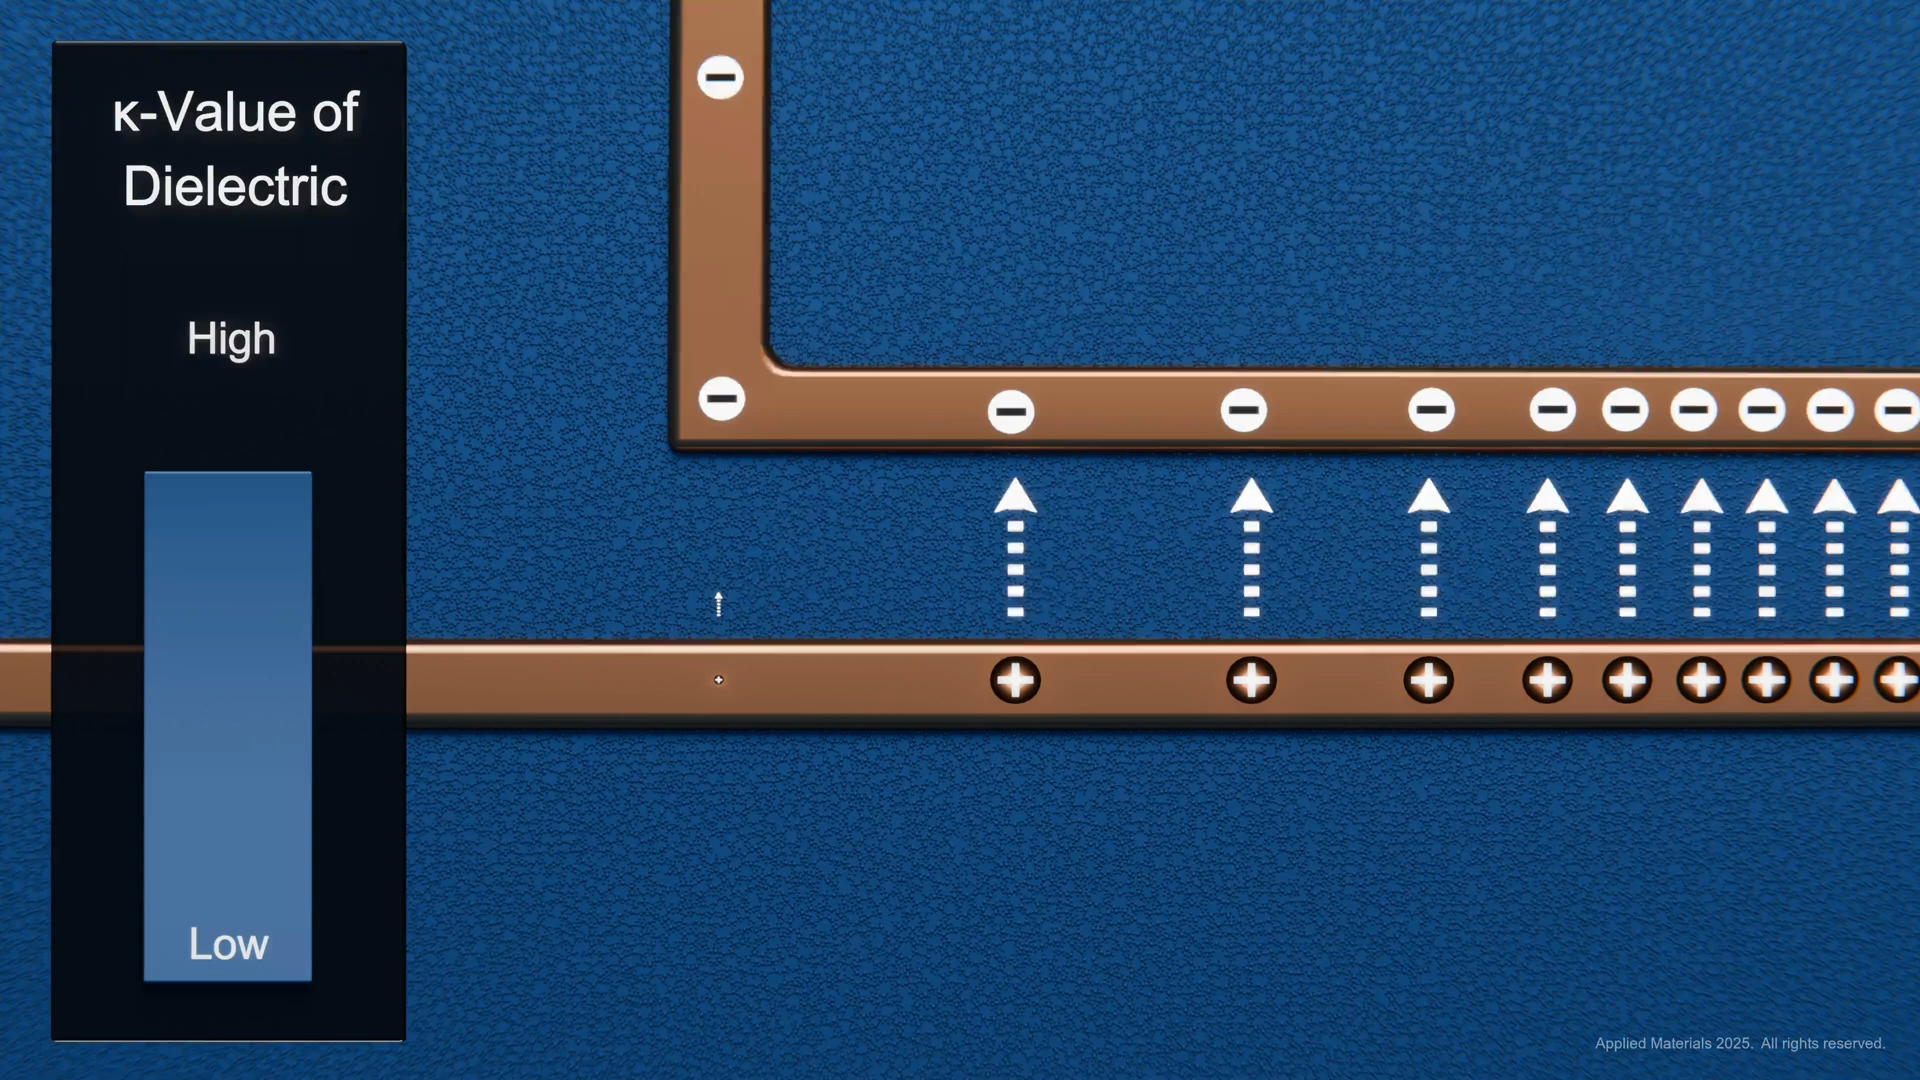 κ-Value of
Dielectric
High
Low
Applied Materials 2025. All rights reserved.